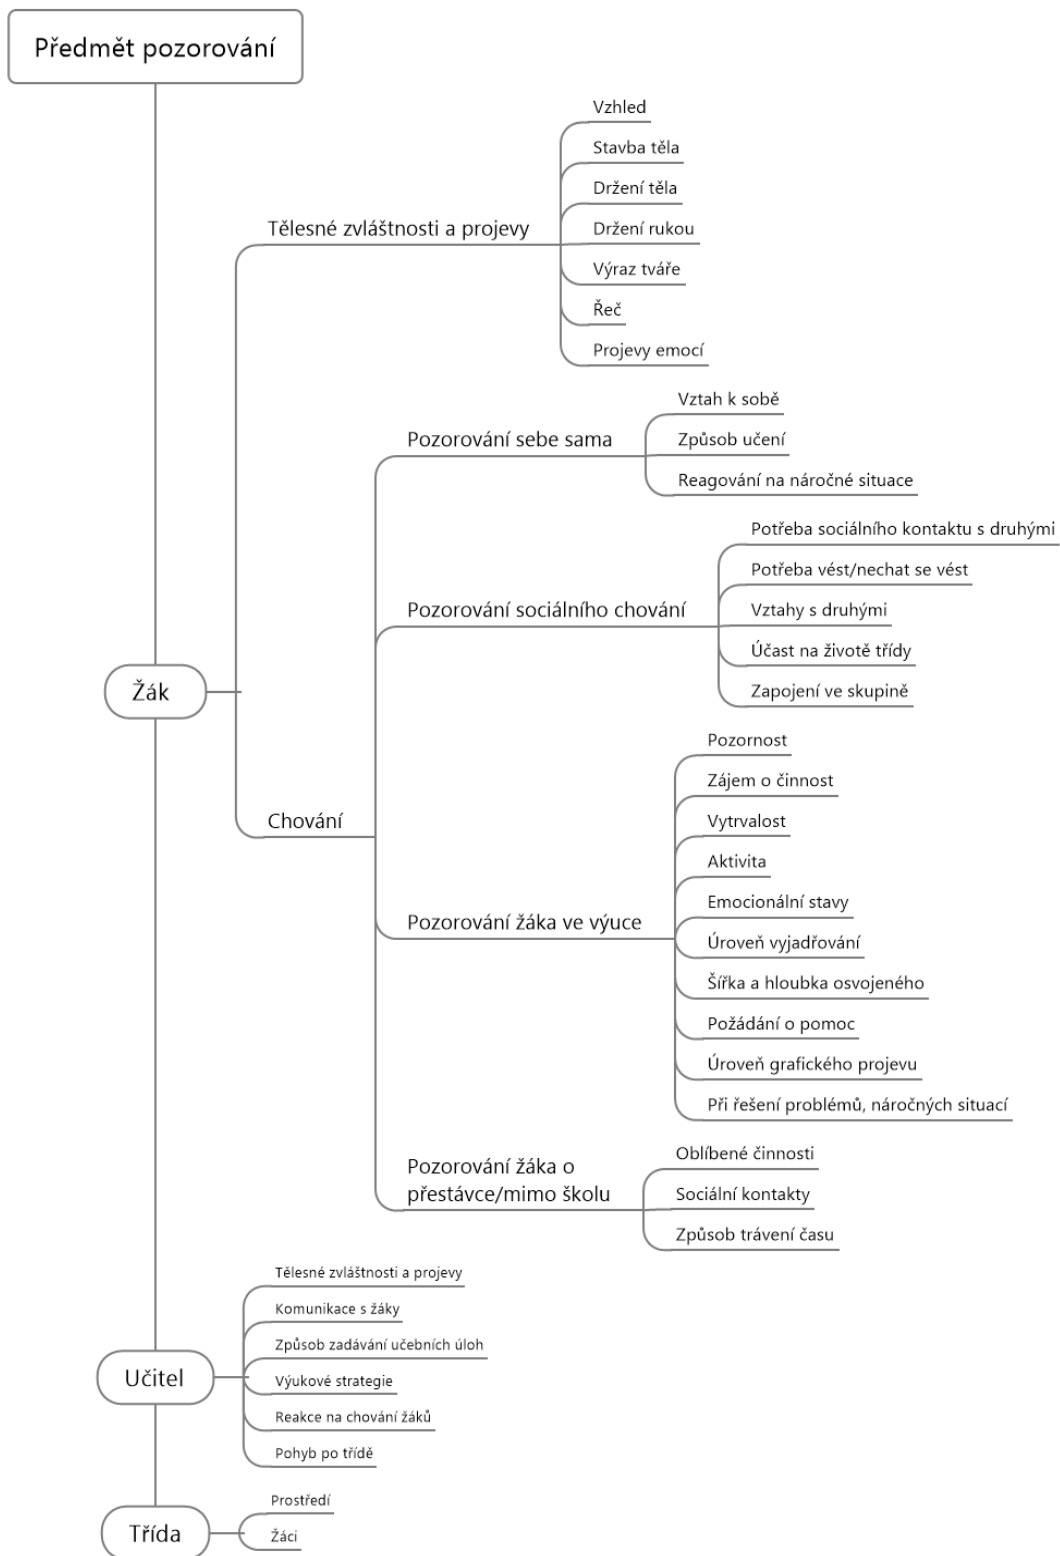 Předmět pozorování
Vzhled
Stavba těla
Držení těla
Tělesné zvláštnosti a projevy
Držení rukou
Výraz tváře
Řeč
Projevy emocí
Vztah k sobě
Pozorování sebe sama
Způsob učení
Reagování na náročné situace
Potřeba sociálního kontaktu s druhými
Potřeba vést/nechat se vést
Pozorování sociálního chování
Vztahy s druhými
Účast na životě třídy
Zapojení ve skupině
Žák
Pozornost
Zájem o činnost
Chování
Vytrvalost
Aktivita
Emocionální stavy
Pozorování žáka ve výuce
Úroveň vyjadřování
Šířka a hloubka osvojeného
Požádání o pomoc
Úroveň grafického projevu
Při řešení problémů, náročných situací
Pozorování žáka o
přestávce/mimo školu
Oblíbené činnosti
Sociální kontakty
Způsob trávení času
Učitel
Tělesné zvláštnosti a projevy
Komunikace s žáky
Způsob zadávání učebních úloh
Výukové strategie
Reakce na chování žáků
Pohyb po třídě
Třída
Prostředí
Žáci